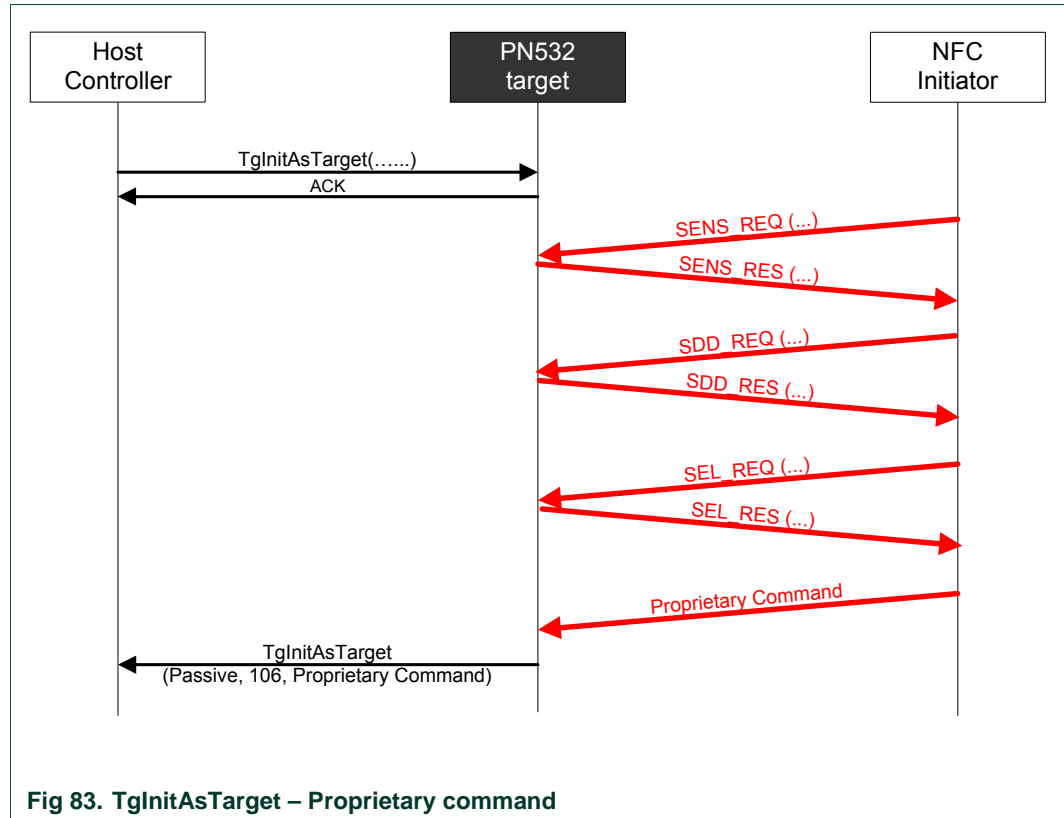 Host
Controller
PN532
target
NFC
Initiator
TgInitAsTarget(…...)
ACK
SENS_REQ (...)
SENS_RES (...)
SDD_REQ (...)
SDD_RES (...)
SEL_REQ (...)
SEL_RES (...)
Proprietary Command
TgInitAsTarget
(Passive, 106, Proprietary Command)
Fig 83. TgInitAsTarget – Proprietary command